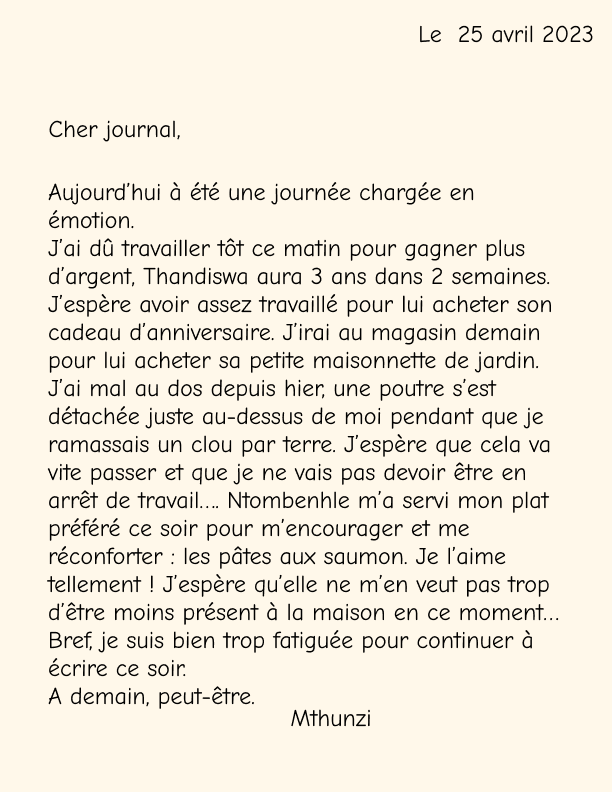 Le  25 avril 2023
Cher journal,
Aujourd'hui à été une journée chargée en
émotion.
J'ai dû travailler tôt ce matin pour gagner plus
d'argent, Thandiswa aura 3 ans dans 2 semaines.
J'espère avoir assez travaillé pour lui acheter son
cadeau d'anniversaire. J'irai au magasin demain
pour lui acheter sa petite maisonnette de jardin.
J'ai mal au dos depuis hier, une poutre s'est
détachée juste au-dessus de moi pendant que je
ramassais un clou par terre. J'espère que cela va
vite passer et que je ne vais pas devoir être en
arrêt de travail.... Ntombenhle m'a servi mon plat
préféré ce soir pour m'encourager et me
réconforter : les pâtes aux saumon. Je l'aime
tellement ! J'espère qu'elle ne m'en veut pas trop
d'être moins présent à la maison en ce moment...
Bref, je suis bien trop fatiguée pour continuer à
écrire ce soir.
A demain, peut-être.
Mthunzi